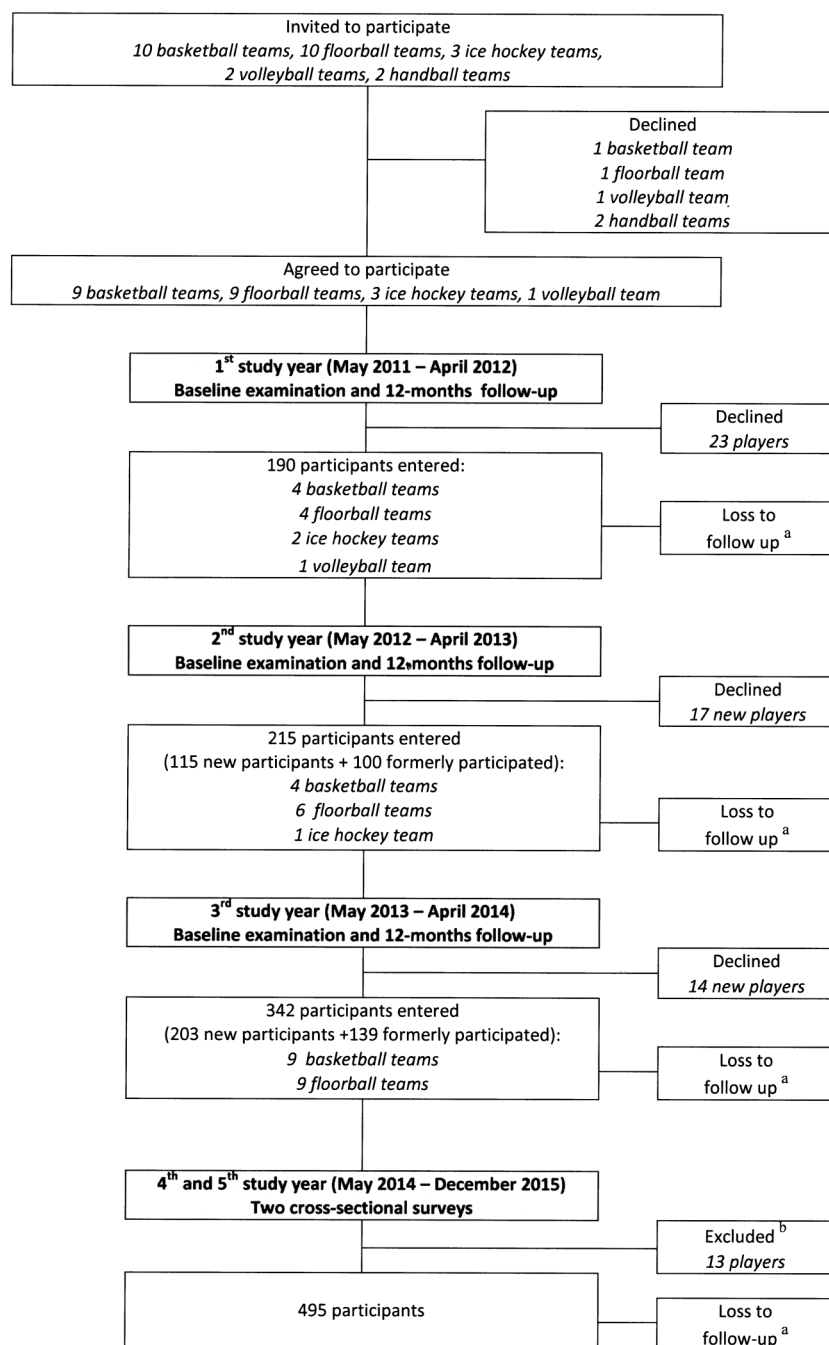 Invited to participate
10 basketball teams, 10 floorball teams, 3 ice hockey teams,
2 volleyball teams, 2 handball teams
Declined
1 basketball team
1 floorball team
1 volleyball team
2 handball teams
Agreed to participate
9 basketball teams, 9 floorball teams, 3 ice hockey teams, 1 volleyball team
1st study year (May 2011 – April 2012)
Baseline examination and 12-months follow-up
Declined
23 players
190 participants entered:
4 basketball teams
4 floorball teams
2 ice hockey teams
1 volleyball team
Loss to
follow up a
2nd study year (May 2012 – April 2013)
Baseline examination and 12-months follow-up
Declined
17 new players
215 participants entered
(115 new participants + 100 formerly participated):
4 basketball teams
6 floorball teams
1 ice hockey team
Loss to
follow up a
3rd study year (May 2013 – April 2014)
Baseline examination and 12-months follow-up
Declined
14 new players
342 participants entered
(203 new participants +139 formerly participated):
9 basketball teams
9 floorball teams
Loss to
follow up a
4th and 5th study year (May 2014 – December 2015)
Two cross-sectional surveys
Excluded b
13 players
495 participants
Loss to
follow-up a